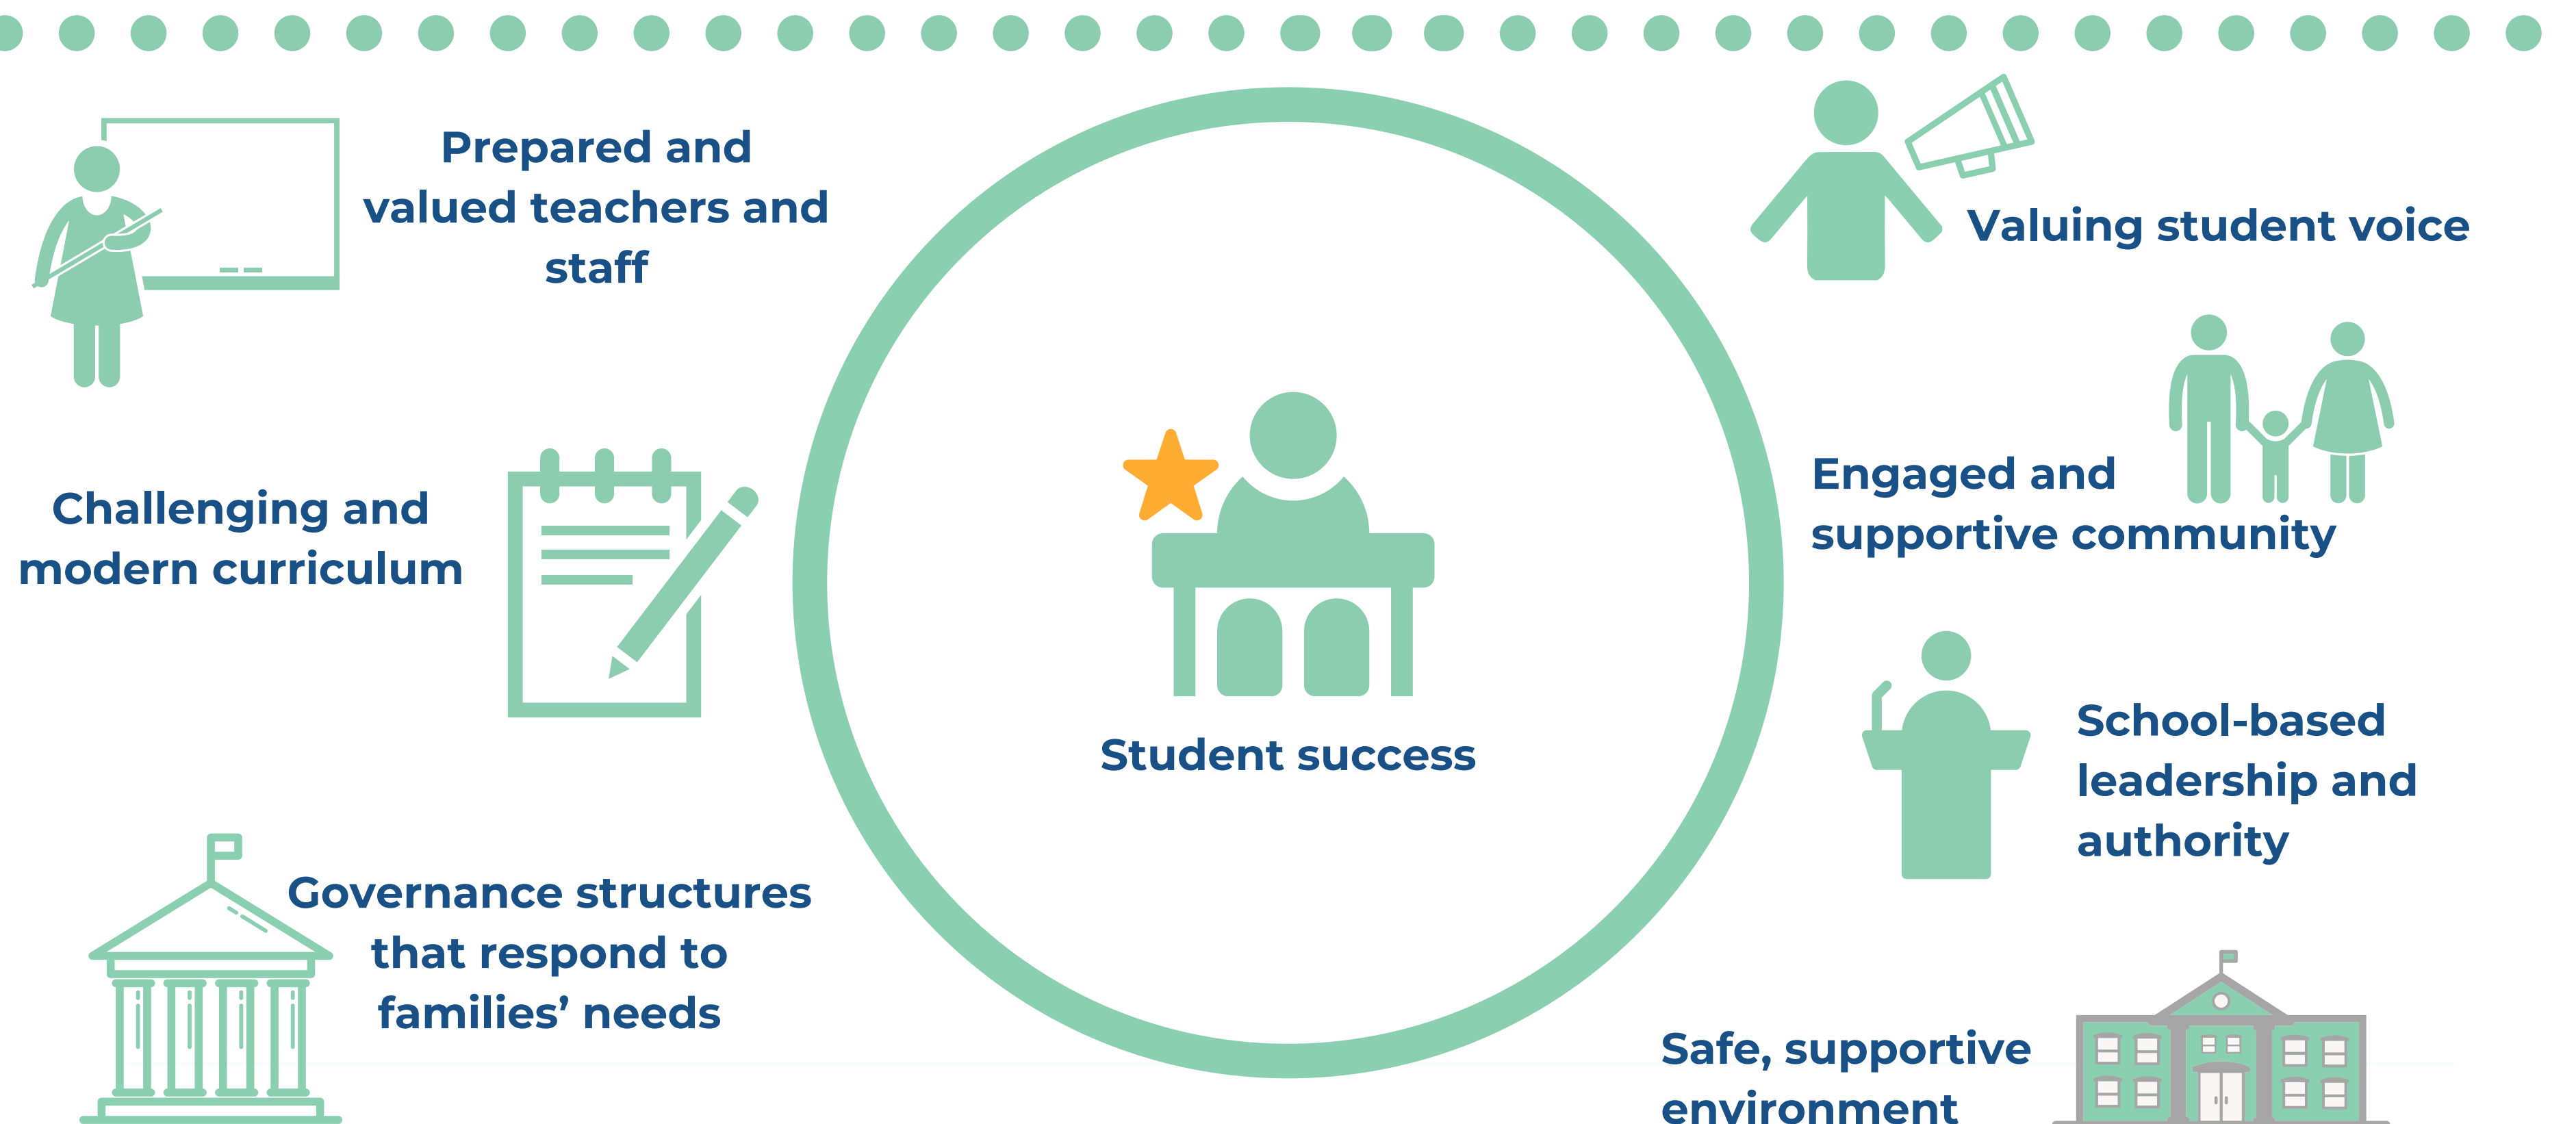 Prepared and
valued teachers and
staff
Challenging and
modern curriculum
Governance structures
that respond to
families’ needs
Student success
Valuing student voice
Engaged and
supportive community
School-based
leadership and
authority
Safe, supportive
environment